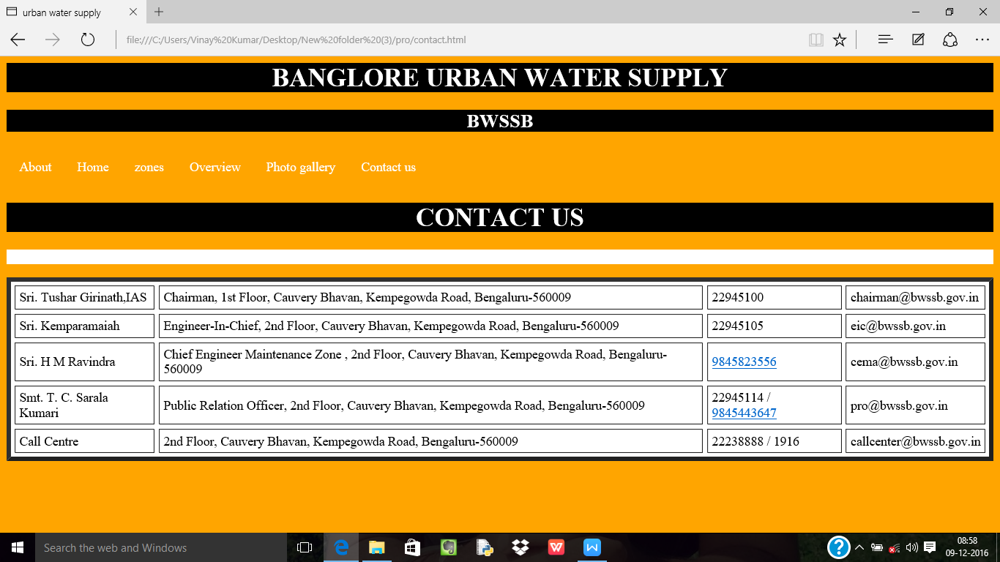 urban water supply
file:///C:/Users/Vinay%20Kumar/Desktop/New%20folder%20(3)/pro/contact.html
BANGLORE URBAN WATER SUPPLY
BWSSB
About Home zones Overview Photo gallery Contact us
CONTACT US
Sri. Tushar Girinath,IAS Chairman, 1st Floor, Cauvery Bhavan, Kempegowda Road, Bengaluru-560009 22945100 chairman@bwssb.gov.in
Sri. Kemparamaiah Engineer-In-Chief, 2nd Floor, Cauvery Bhavan, Kempegowda Road, Bengaluru-560009 22945105 eic@bwssb.gov.in
Sri. H M Ravindra
Chief Engineer Maintenance Zone , 2nd Floor, Cauvery Bhavan, Kempegowda Road, Bengaluru-
560009
9845823556
cema@bwssb.gov.in
Smt. T. C. Sarala
Kumari
Public Relation Officer, 2nd Floor, Cauvery Bhavan, Kempegowda Road, Bengaluru-560009
22945114 /
9845443647
pro@bwssb.gov.in
Call Centre 2nd Floor, Cauvery Bhavan, Kempegowda Road, Bengaluru-560009 22238888 / 1916 callcenter@bwssb.gov.in
Search the web and Windows
08:58
09-12-2016